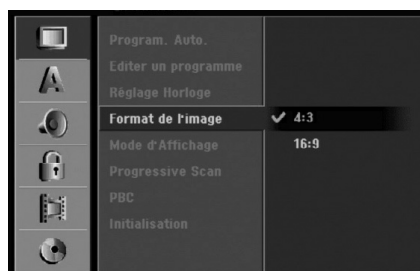 Program. Auto.
Editer un programme
Réglage Horloge
Format de l'image
4:3
Mode d'Affichage
16:9
Progressive Scan
PBC
Initialisation
A